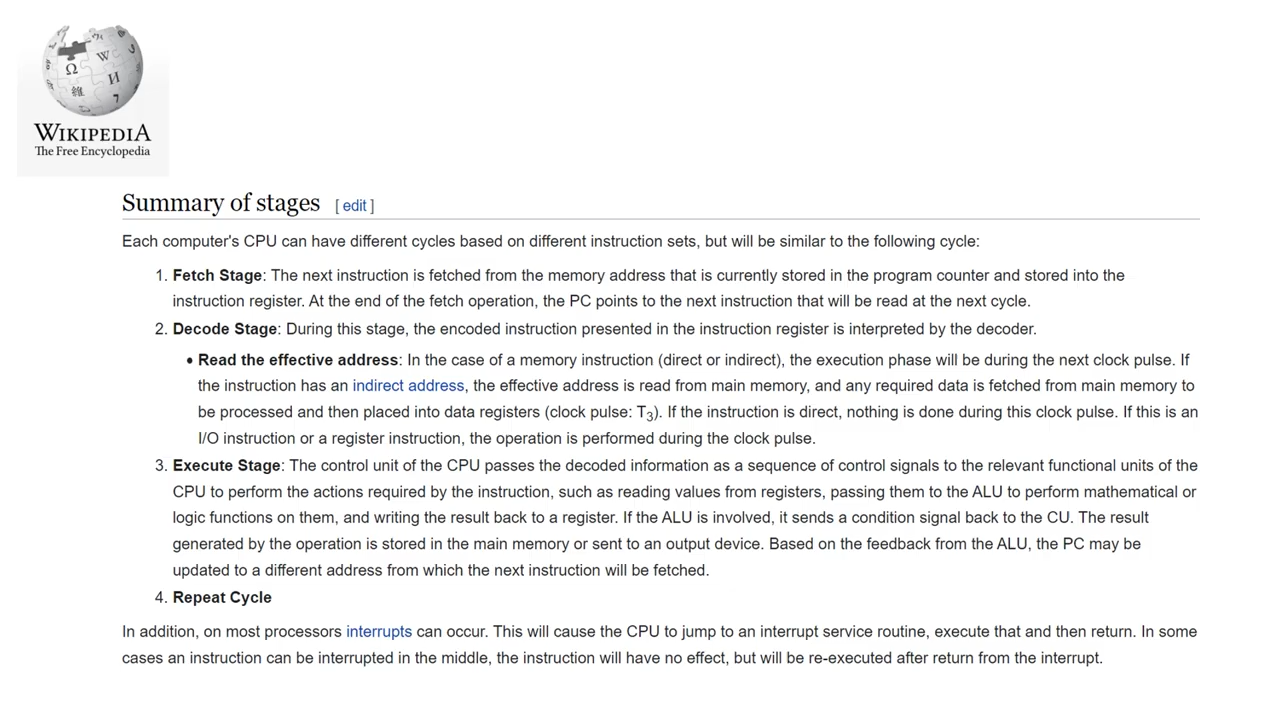 WIKIPEDIA
The Free Encyclopedia
Summary of stages [ edit ]
Each computer's CPU can have different cycles based on different instruction sets, but will be similar to the following cycle:
1. Fetch Stage: The next instruction is fetched from the memory address that is currently stored in the program counter and stored into the
instruction register. At the end of the fetch operation, the PC points to the next instruction that will be read at the next cycle.
2. Decode Stage: During this stage, the encoded instruction presented in the instruction register is interpreted by the decoder.
• Read the effective address: In the case of a memory instruction (direct or indirect), the execution phase will be during the next clock pulse. If
the instruction has an indirect address, the effective address is read from main memory, and any required data is fetched from main memory to
be processed and then placed into data registers (clock pulse: T₃). If the instruction is direct, nothing is done during this clock pulse. If this is an
I/O instruction or a register instruction, the operation is performed during the clock pulse.
3. Execute Stage: The control unit of the CPU passes the decoded information as a sequence of control signals to the relevant functional units of the
CPU to perform the actions required by the instruction, such as reading values from registers, passing them to the ALU to perform mathematical or
logic functions on them, and writing the result back to a register. If the ALU is involved, it sends a condition signal back to the CU. The result
generated by the operation is stored in the main memory or sent to an output device. Based on the feedback from the ALU, the PC may be
updated to a different address from which the next instruction will be fetched.
4. Repeat Cycle
In addition, on most processors interrupts can occur. This will cause the CPU to jump to an interrupt service routine, execute that and then return. In some
cases an instruction can be interrupted in the middle, the instruction will have no effect, but will be re-executed after return from the interrupt.